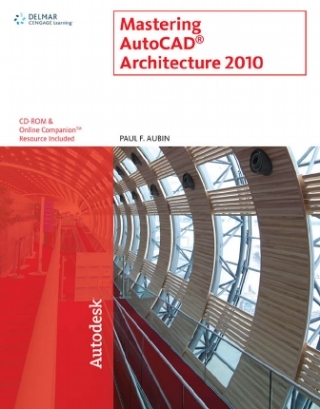 DELMAR
CENGAGE Learning
Mastering
AutoCAD®
Architecture 2010
CD-ROM &
Online Companion™
Resource Included
PAUL F. AUBIN
Autodesk